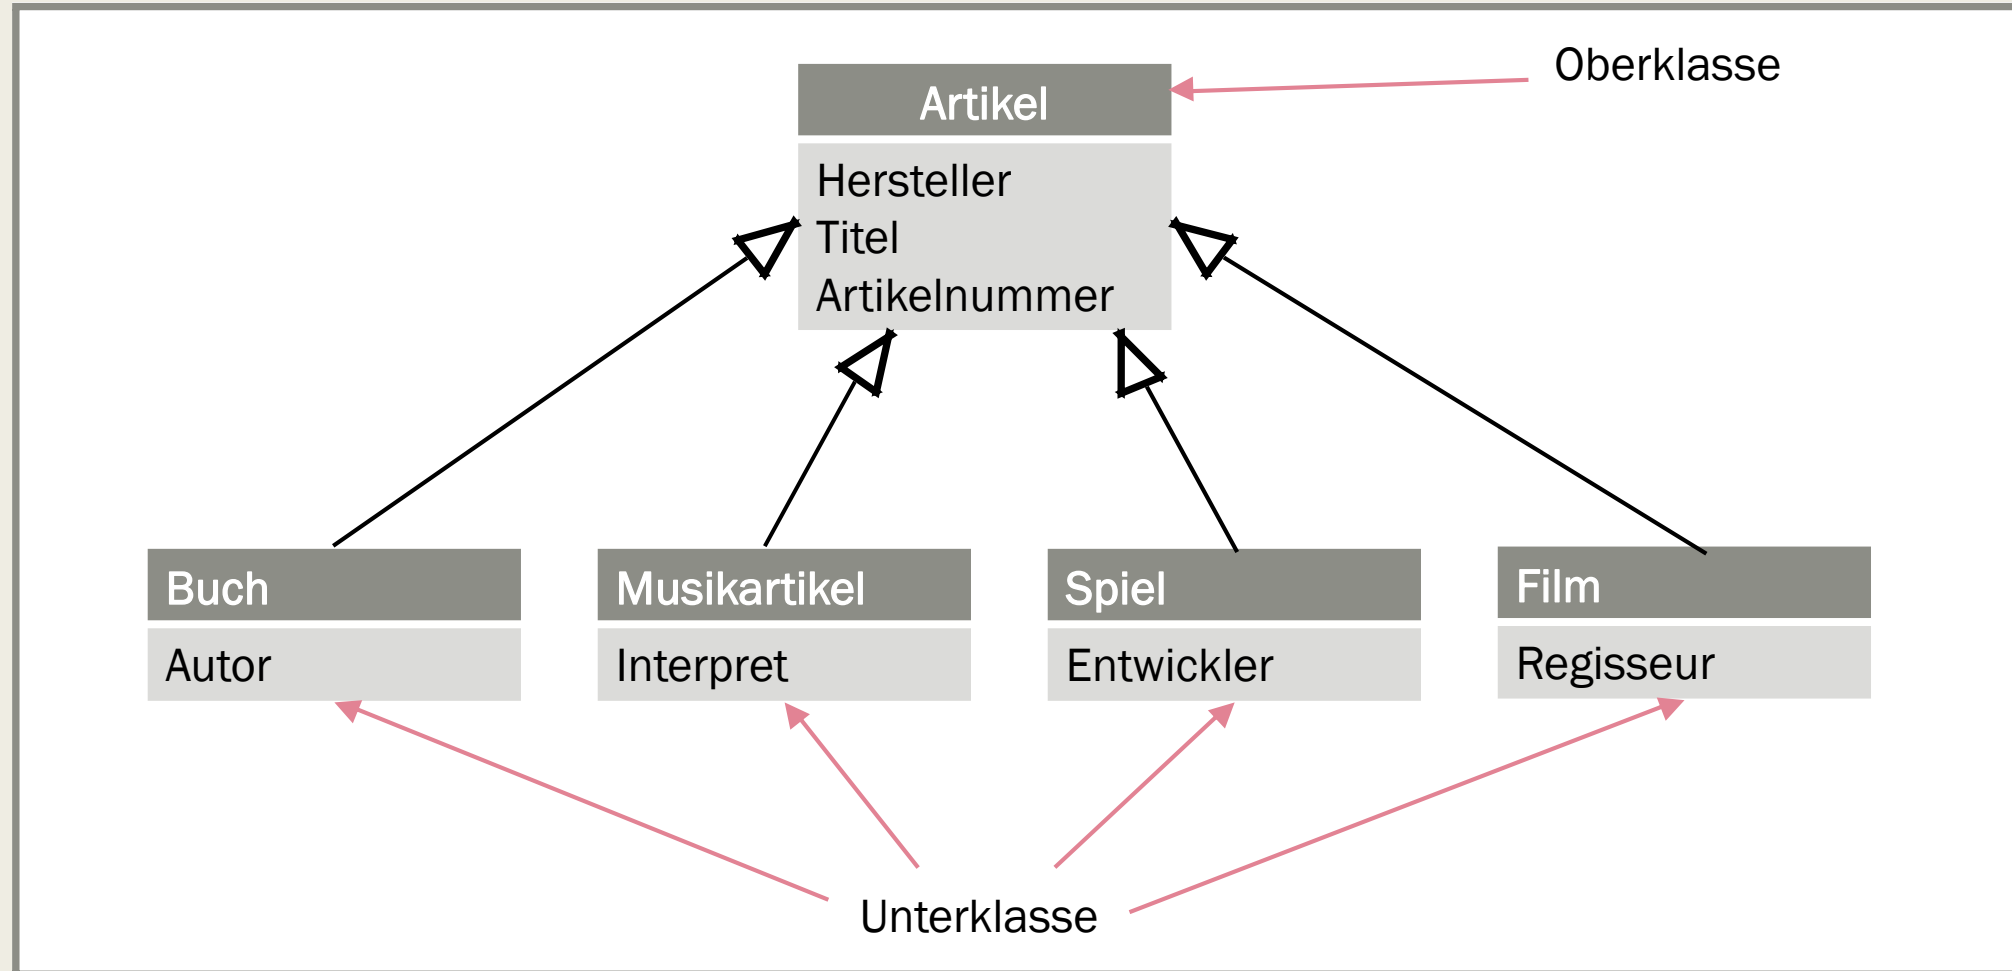 Oberklasse
Artikel
Hersteller
Titel
Artikelnummer
Buch
Autor
Musikartikel
Interpret
Spiel
Entwickler
Film
Regisseur
Unterklasse